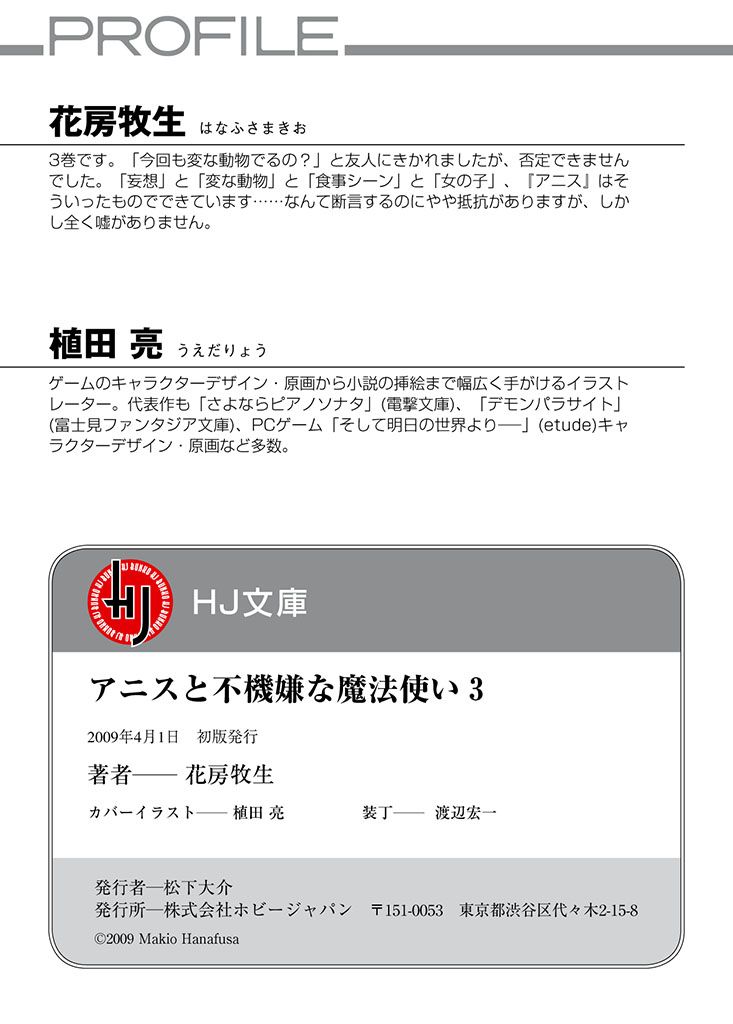 PROFILE
花房牧生 はなふさまきお
3巻です。「今回も変な動物でるの？」と友人にきかれましたが、否定できません
でした。「妄想」と「変な動物」と「食事シーン」と「女の子」、『アニス』はそ
ういったものでできています……なんて断言するのにやや抵抗がありますが、しか
し全く嘘がありません。
植田 亮 うえだりょう
ゲームのキャラクターデザイン・原画から小説の挿絵まで幅広く手がけるイラスト
レーター。代表作も「さよならピアノソナタ」(電撃文庫)、「デモンパラサイト」
(富士見ファンタジア文庫)、PCゲーム「そして明日の世界より――」(etude)キャ
ラクターデザイン・原画など多数。
HJ
HJ文庫
アニスと不機嫌な魔法使い 3
2009年4月1日　初版発行
著者―― 花房牧生
カバーイラスト―― 植田 亮　　装丁―― 渡辺宏一
発行者―松下大介
発行所―株式会社ホビージャパン　〒151-0053　東京都渋谷区代々木2-15-8
©2009 Makio Hanafusa